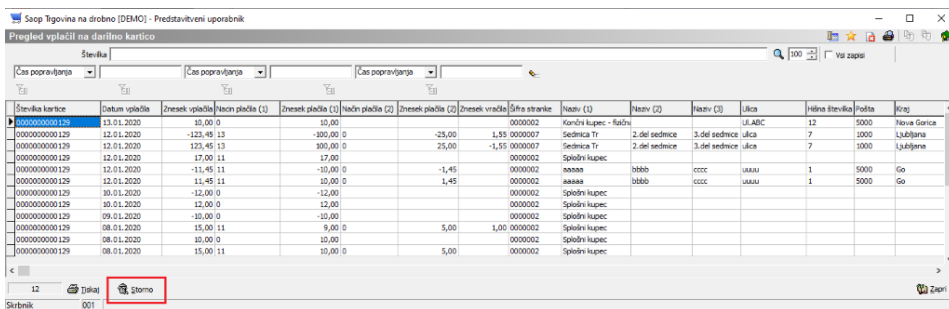 Saop Trgovina na drobno [DEMO] - Predstavitveni uporabnik
Pregled vplačil na darilno kartico
Številka 100 Vsi zapisi
Čas popravljanja Čas popravljanja Čas popravljanja
Številka kartice Datum vplačila Znesek vplačila Nacin plačila (1) Znesek plačila (1) Način plačila (2) Znesek plačila (2) Znesek vračila Šifra stranke Naziv (1) Naziv (2) Naziv (3) Ulica Hišna številka Pošta Kraj
0000000000129 13.01.2020 10,00 0 10,00 0000002 Končni kupec - fizičn Ul.ABC 12 5000 Nova Gorica
0000000000129 12.01.2020 -123,45 13 -100,00 0 -25,00 1,55 0000007 Sedmica Tr 2.del sedmice 3.del sedmice ulica 7 1000 Ljubljana
0000000000129 12.01.2020 123,45 13 100,00 0 25,00 -1,55 0000007 Sedmica Tr 2.del sedmice 3.del sedmice ulica 7 1000 Ljubljana
0000000000129 12.01.2020 17,00 11 17,00 0000002 Splošni kupec
0000000000129 12.01.2020 -11,45 11 -10,00 0 -1,45 0000002 aaaaa bbbb cccc uuuu 1 5000 Go
0000000000129 12.01.2020 11,45 11 10,00 0 1,45 0000002 aaaaa bbbb cccc uuuu 1 5000 Go
0000000000129 10.01.2020 -12,00 0 -12,00 0000002 Splošni kupec
0000000000129 10.01.2020 12,00 0 12,00 0000002 Splošni kupec
0000000000129 09.01.2020 -10,00 0 -10,00 0000002 Splošni kupec
0000000000129 08.01.2020 15,00 11 9,00 0 5,00 1,00 0000002 Splošni kupec
0000000000129 08.01.2020 10,00 0 10,00 0000002 Splošni kupec
0000000000129 08.01.2020 15,00 11 10,00 0 5,00 0000002 Splošni kupec
12 Tiskaj Storno Zapri
Skrbnik 001